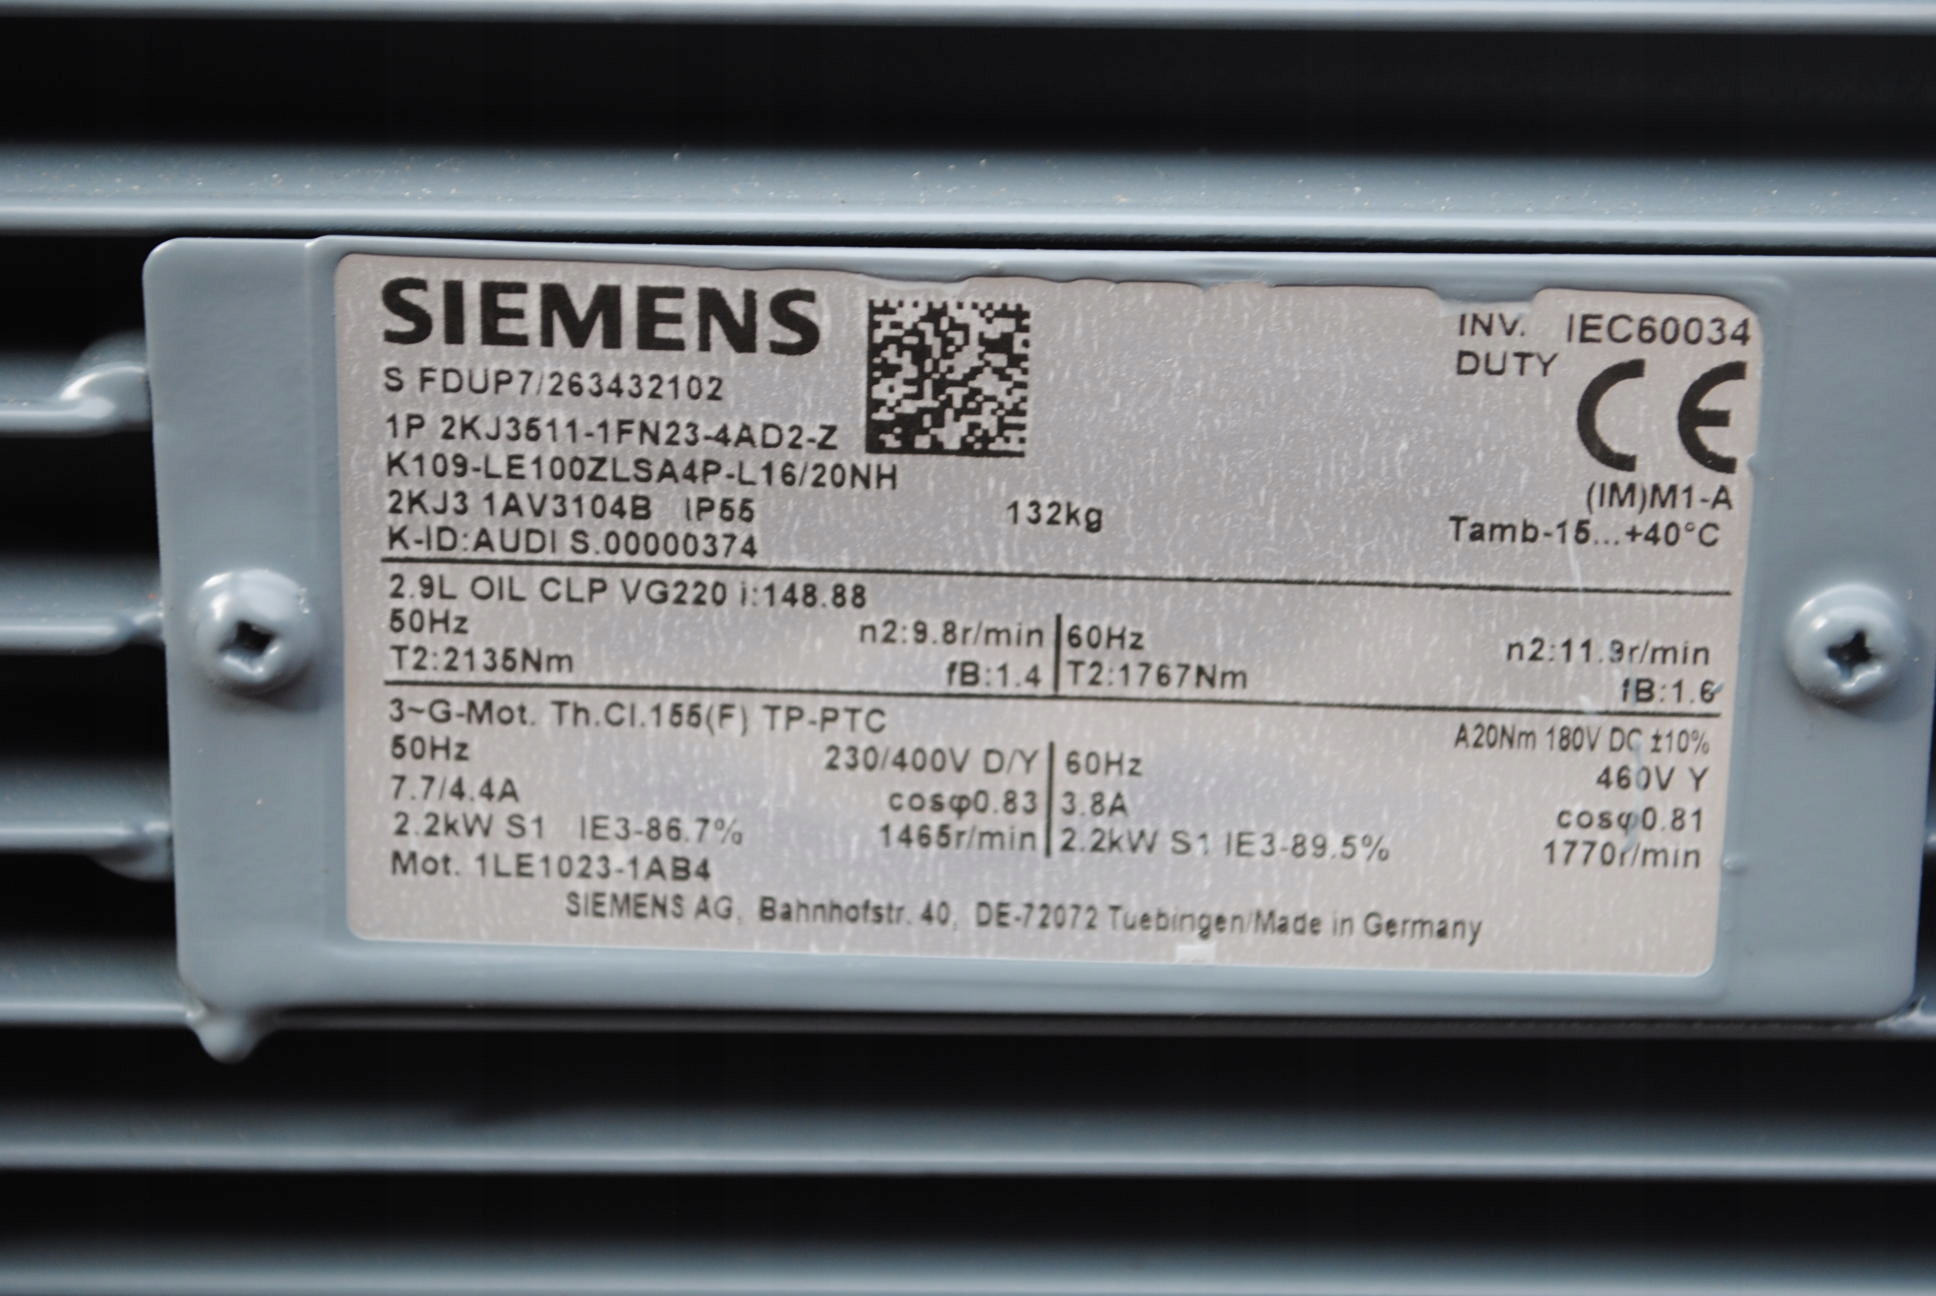 SIEMENS
INV. DUTY IEC60034
S FDUP7/263432102
CE
1P 2KJ3511-1FN23-4AD2-Z
K109-LE100ZLSA4P-L16/20NH
(IM)M1-A
2KJ3 1AV3104B IP55 132kg
Tamb-15...+40°C
K-ID:AUDI S.00000374
2.9L OIL CLP VG220 i:148.88
50Hz n2:9.8r/min 60Hz n2:11.9r/min
T2:2135Nm fB:1.4 T2:1767Nm fB:1.6
3~G-Mot. Th.Cl.155(F) TP-PTC A20Nm 180V DC ±10%
50Hz 230/400V D/Y 60Hz 460V Y
7.7/4.4A cosφ0.83 3.8A cosφ0.81
2.2kW S1 IE3-86.7% 1465r/min 2.2kW S1 IE3-89.5% 1770r/min
Mot. 1LE1023-1AB4
SIEMENS AG, Bahnhofstr. 40, DE-72072 Tuebingen/Made in Germany